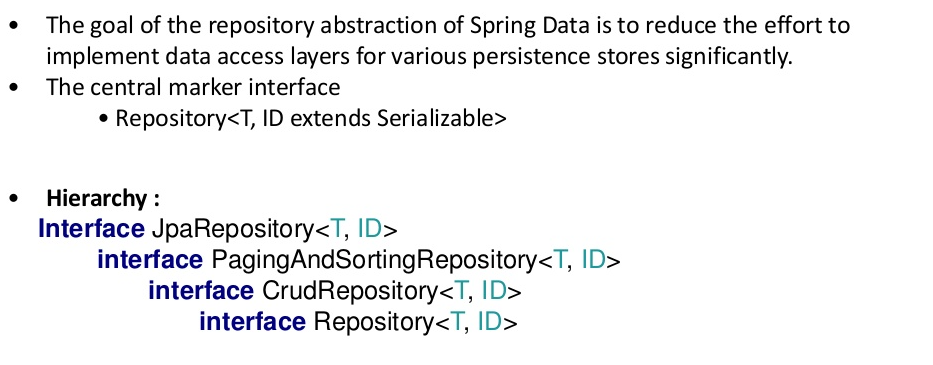 • The goal of the repository abstraction of Spring Data is to reduce the effort to
implement data access layers for various persistence stores significantly.
• The central marker interface
• Repository<T, ID extends Serializable>
• Hierarchy :
Interface JpaRepository<T, ID>
interface PagingAndSortingRepository<T, ID>
interface CrudRepository<T, ID>
interface Repository<T, ID>